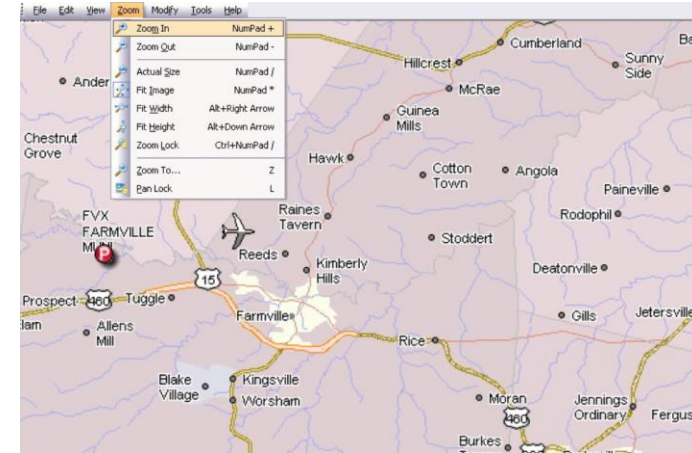 File Edit View Zoom Modify Tools Help
Zoom In NumPad +
Zoom Out NumPad -
Actual Size NumPad /
Fit Image NumPad *
Fit Width Alt+Right Arrow
Fit Height Alt+Down Arrow
Zoom Lock Ctrl+NumPad /
Zoom To... Z
Pan Lock L
Cumberland
Sunny
Side
Hillcrest
McRae
Ander
Guinea
Mills
Chestnut
Grove
Hawk
Cotton
Town
Angola
Paineville
Raines
Tavern
Rodophil
FVX
FARMVILLE
Stoddert
P
Reeds
Kimberly
Hills
Deatonville
15
Prospect
460
Tuggle
Farmville
Gills
Jetersvill
Allens
Mill
Rice
Blake
Village
Kingsville
Worsham
Moran
Jennings
Ordinary
460
Fergus
Burkes